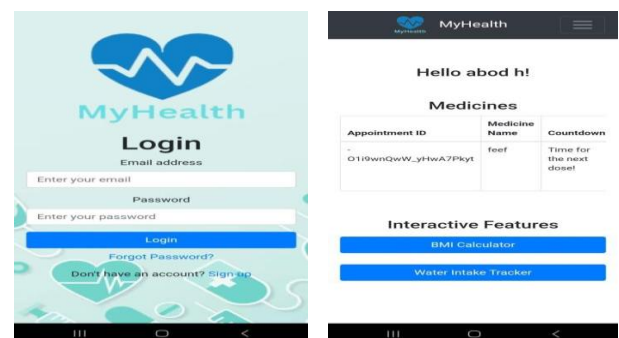 MyHealth
Login
Email address
Enter your email
Password
Enter your password
Login
Forgot Password?
Don't have an account? Sign up
MyHealth
MyHealth
Hello abod h!
Medicines
Appointment ID
Medicine
Name
Countdown
-
O1i9wnQwW_yHwA7Pkyt
feef
Time for
the next
dose!
Interactive Features
BMI Calculator
Water Intake Tracker